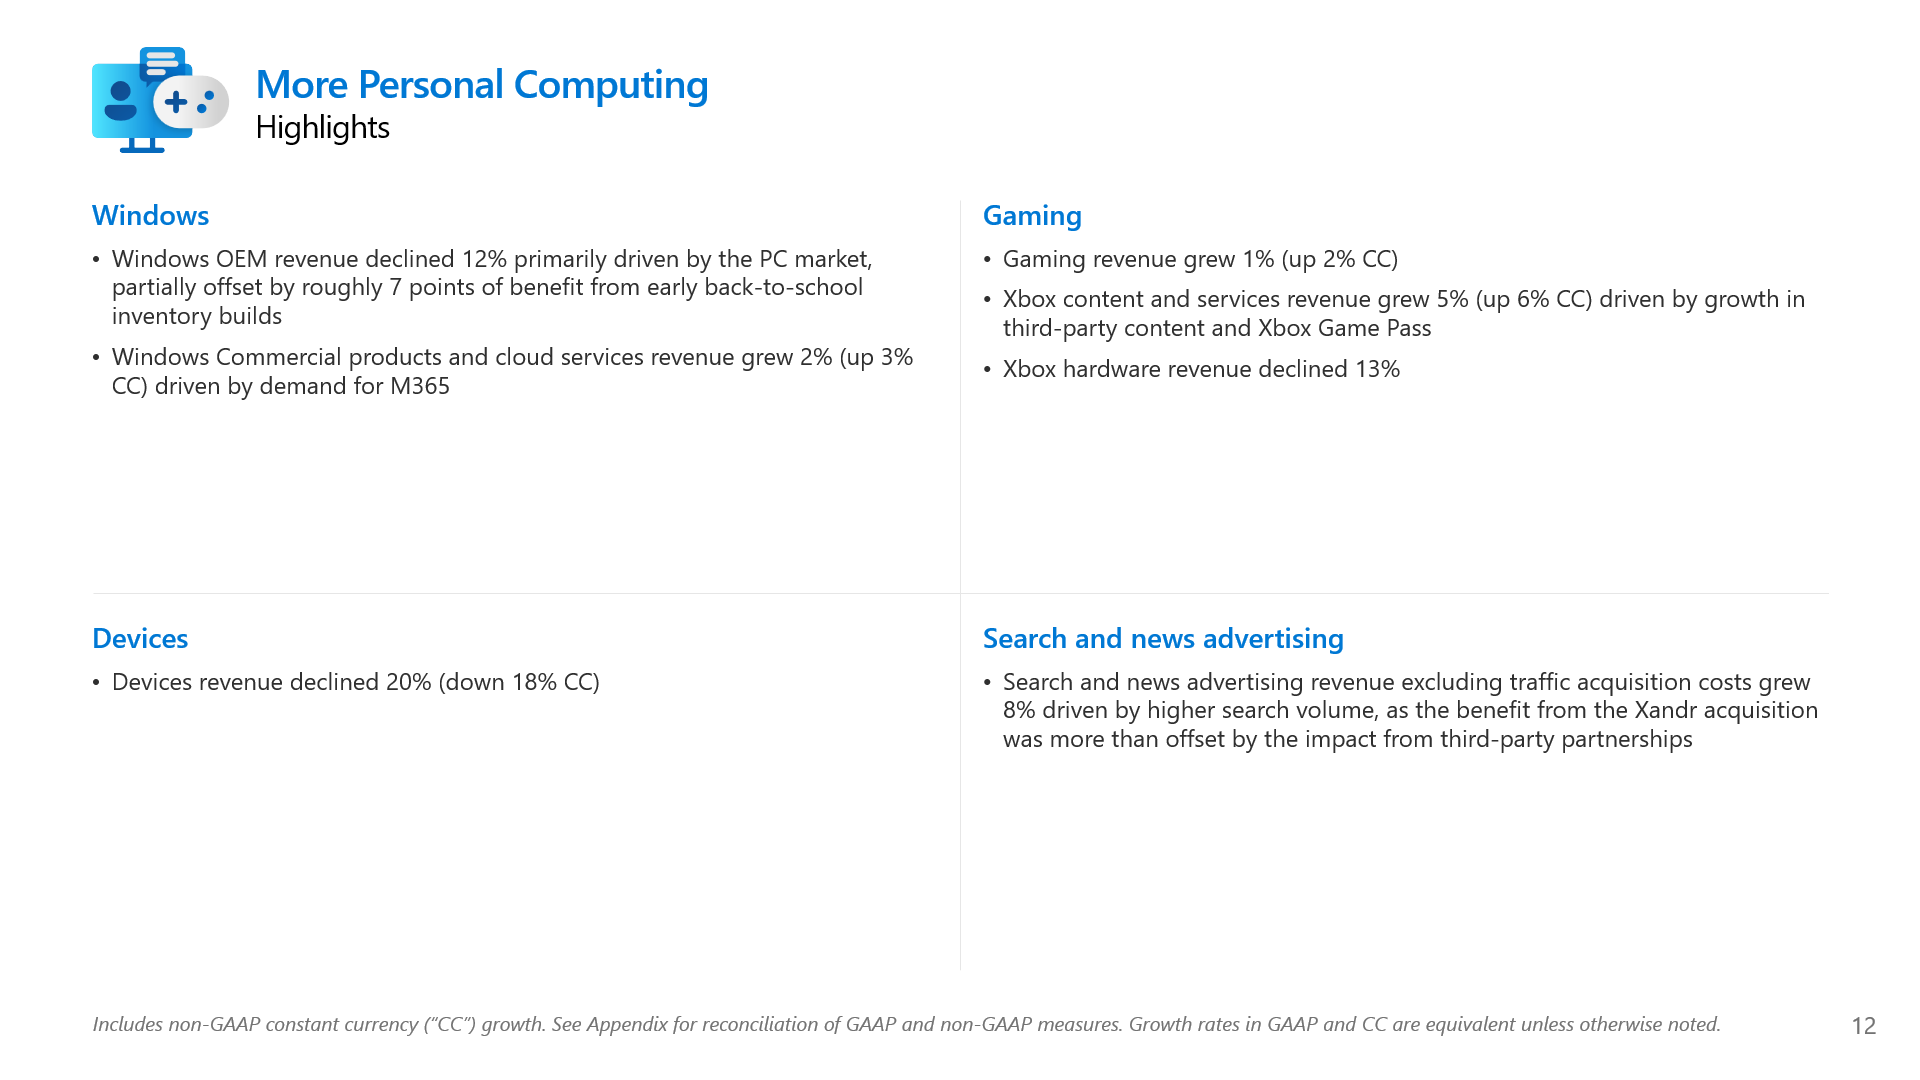 More Personal Computing
Highlights
Windows
• Windows OEM revenue declined 12% primarily driven by the PC market,
partially offset by roughly 7 points of benefit from early back-to-school
inventory builds
• Windows Commercial products and cloud services revenue grew 2% (up 3%
CC) driven by demand for M365
Gaming
• Gaming revenue grew 1% (up 2% CC)
• Xbox content and services revenue grew 5% (up 6% CC) driven by growth in
third-party content and Xbox Game Pass
• Xbox hardware revenue declined 13%
Devices
• Devices revenue declined 20% (down 18% CC)
Search and news advertising
• Search and news advertising revenue excluding traffic acquisition costs grew
8% driven by higher search volume, as the benefit from the Xandr acquisition
was more than offset by the impact from third-party partnerships
Includes non-GAAP constant currency (“CC”) growth. See Appendix for reconciliation of GAAP and non-GAAP measures. Growth rates in GAAP and CC are equivalent unless otherwise noted.
12